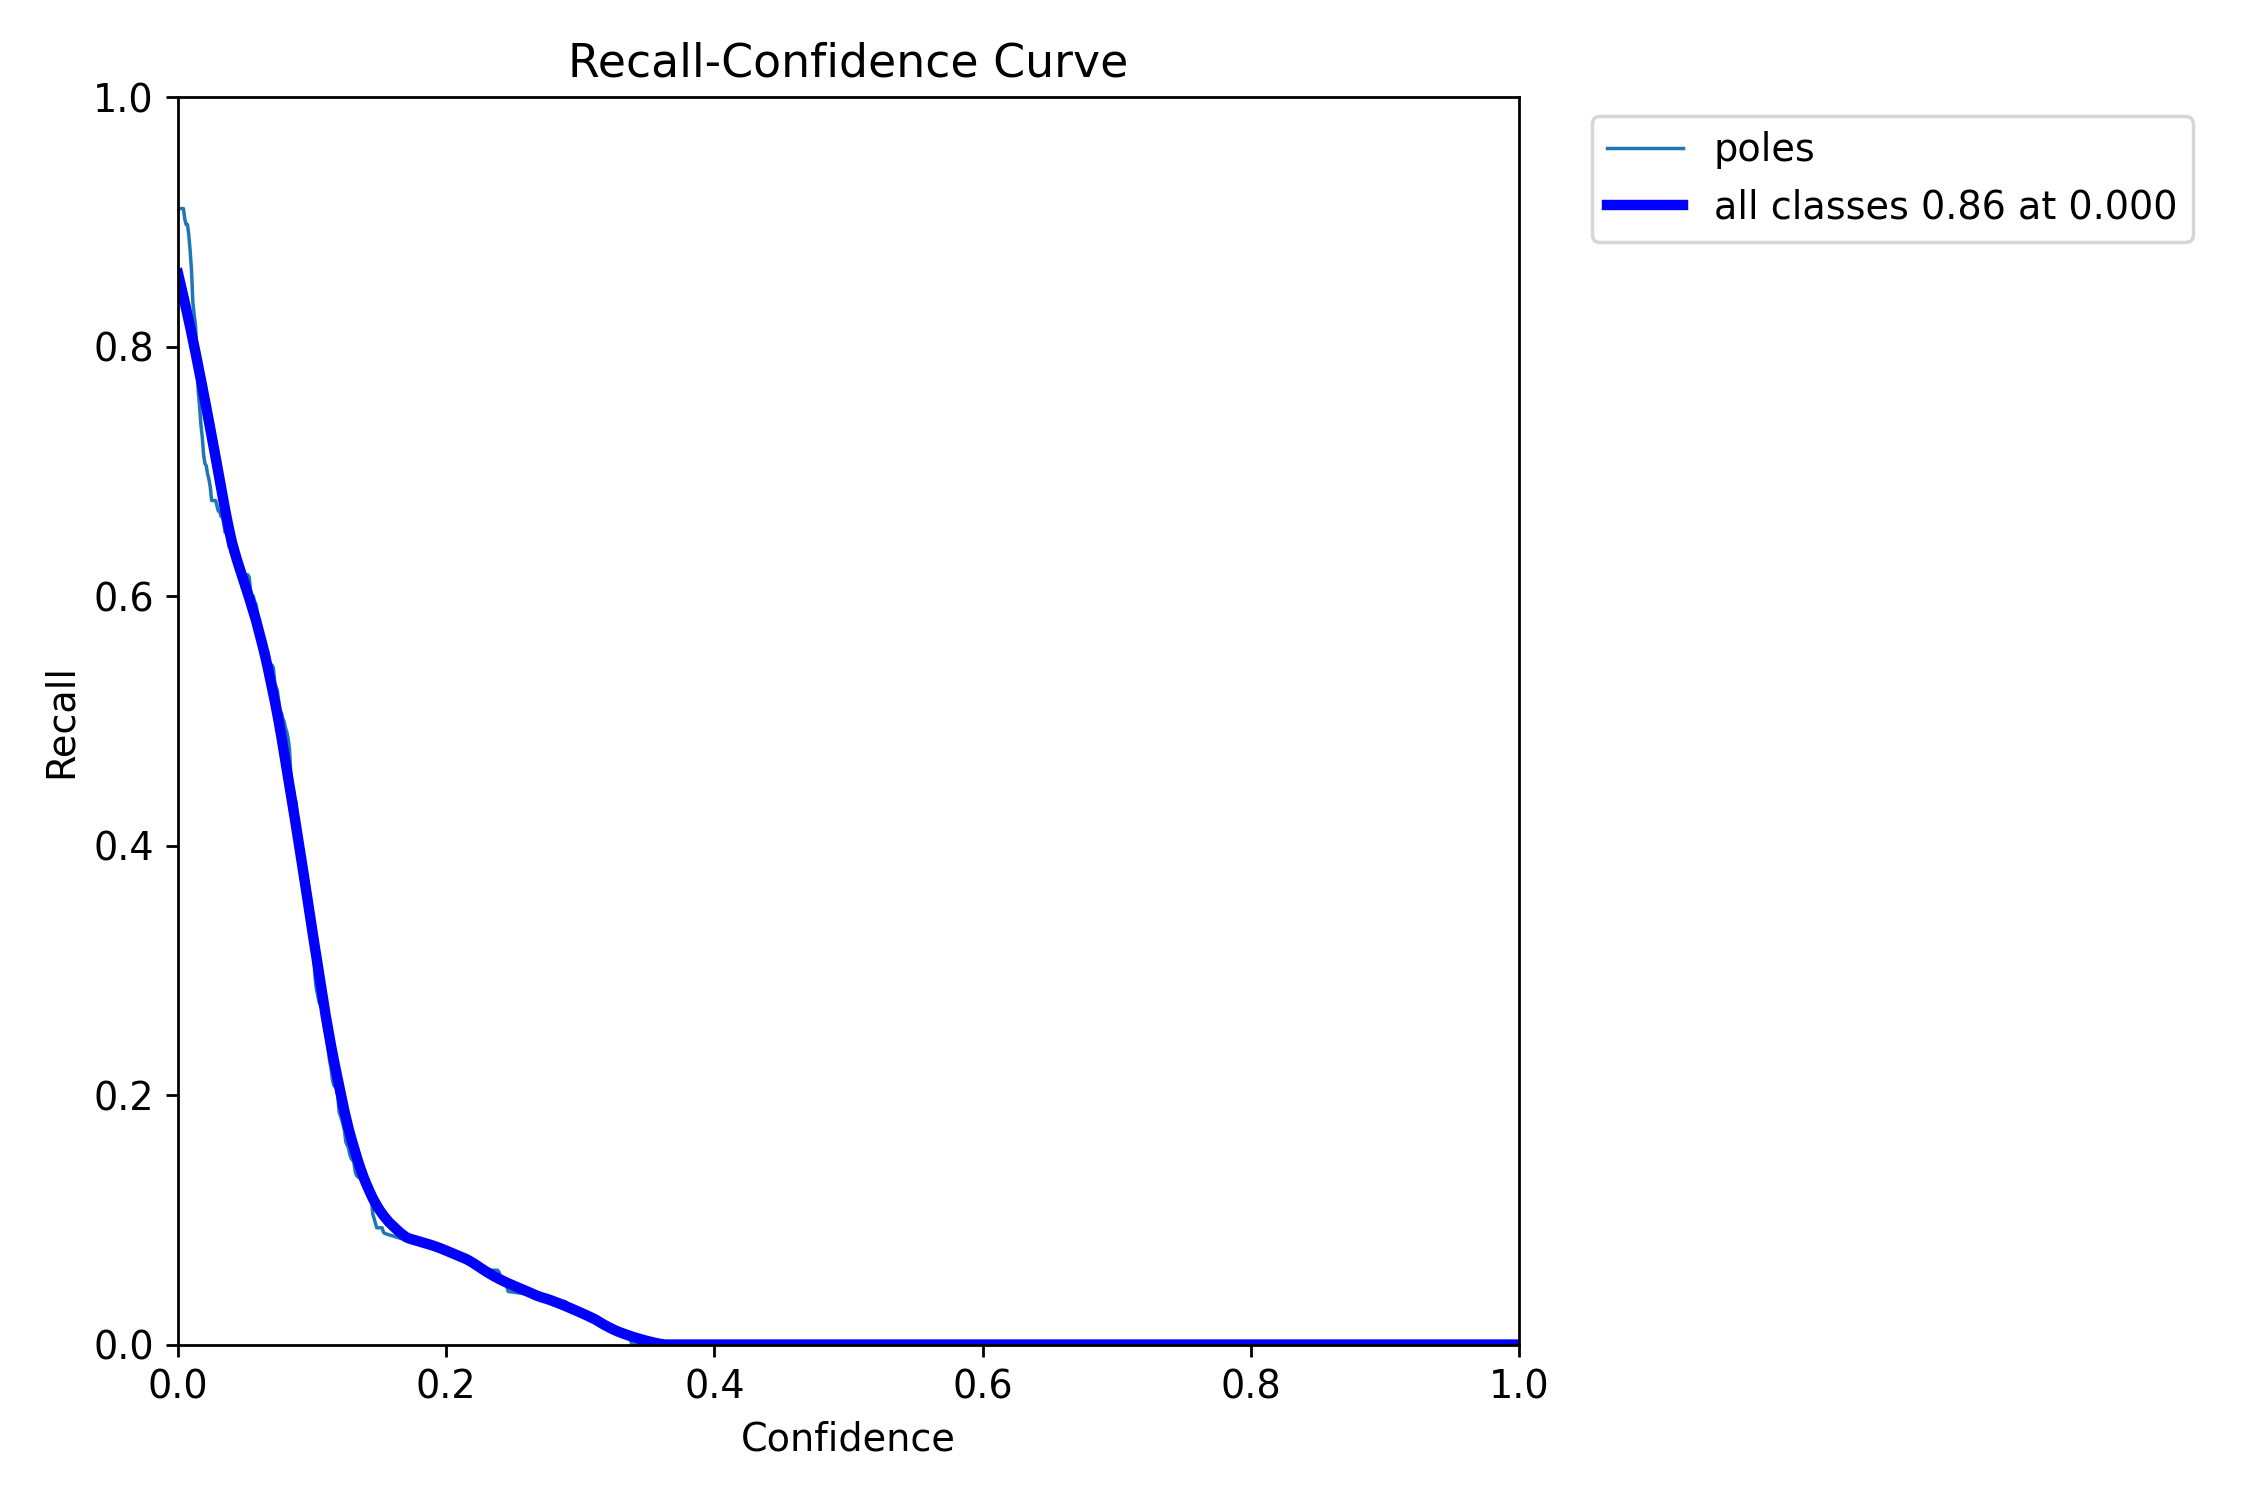 Recall-Confidence Curve
1.0
0.8
0.6
0.4
0.2
0.0
Recall
0.0 0.2 0.4 0.6 0.8 1.0
Confidence
poles
all classes 0.86 at 0.000